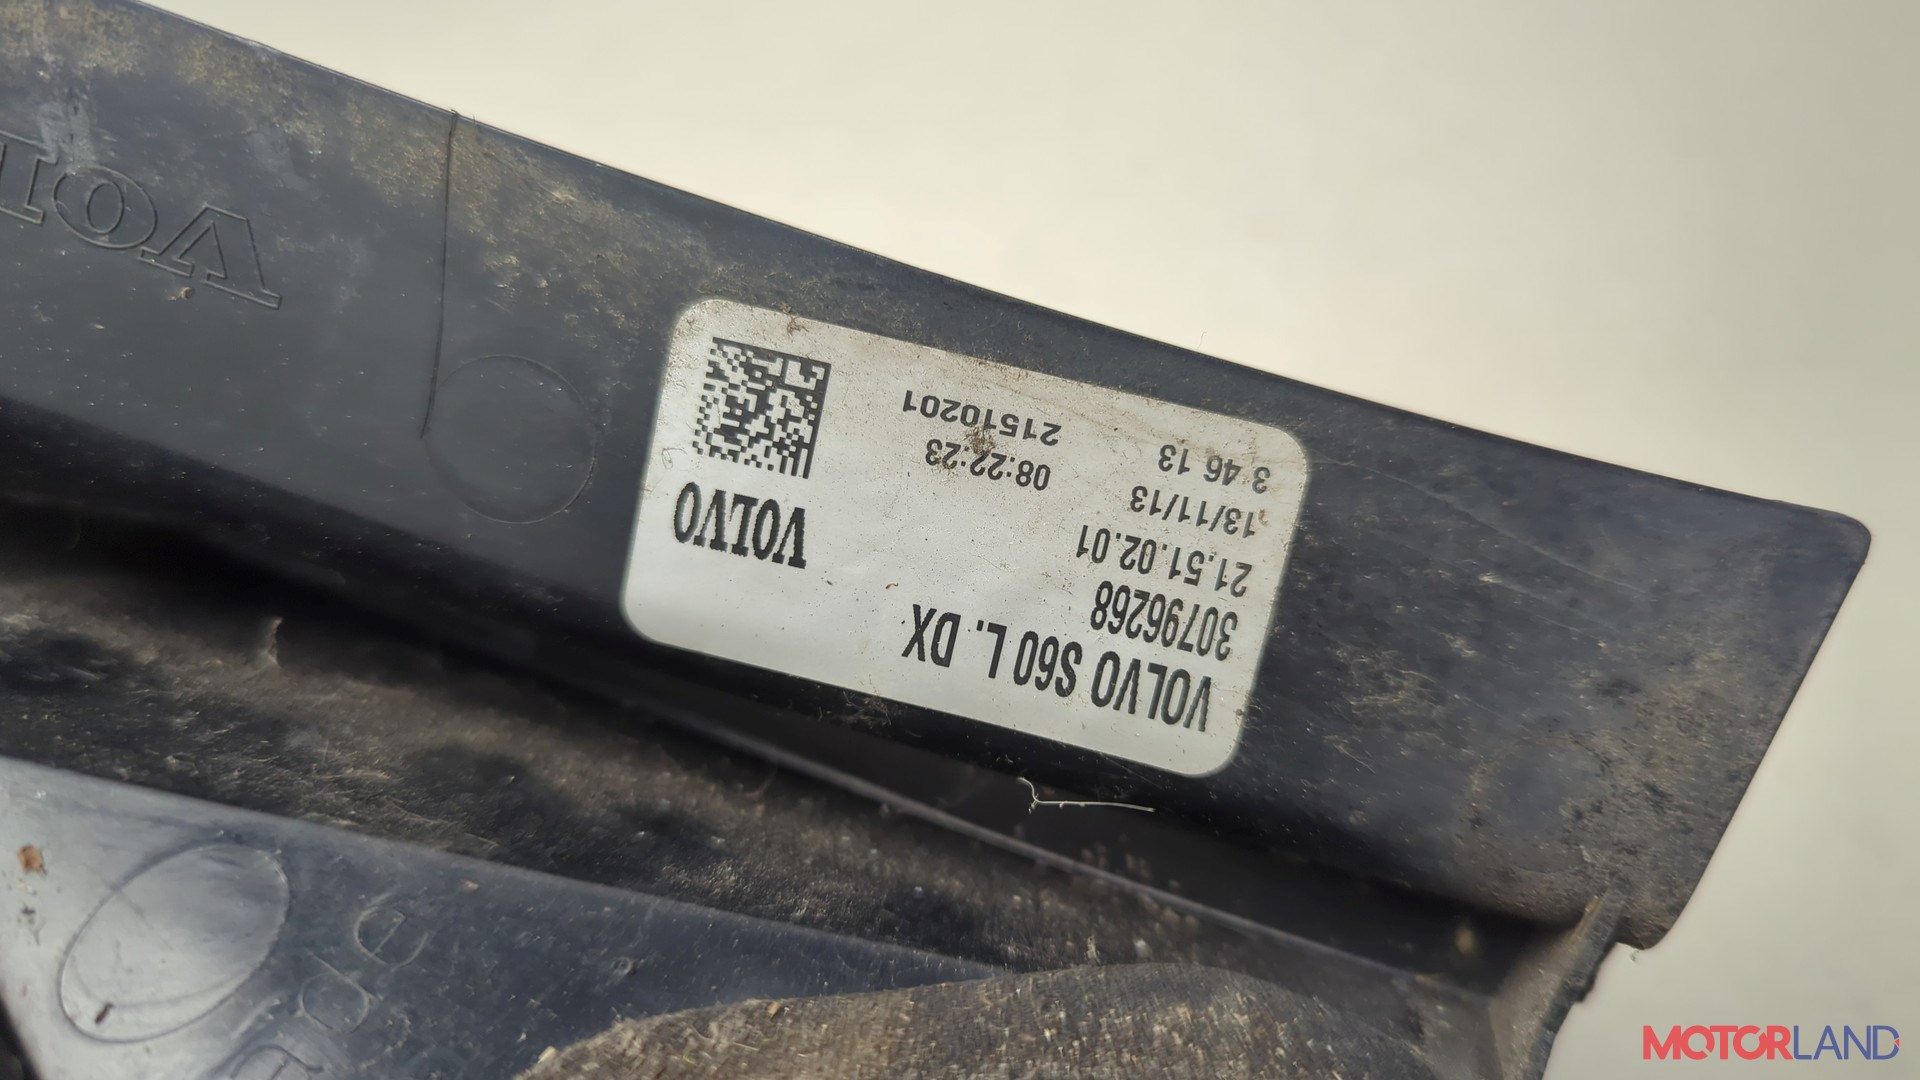 VOLVO S60 L. DX
30796268
21.51.02.01
13/11/13 08:22:23
3 46 13 21510201
VOLVO
VOL
MOTORLAND